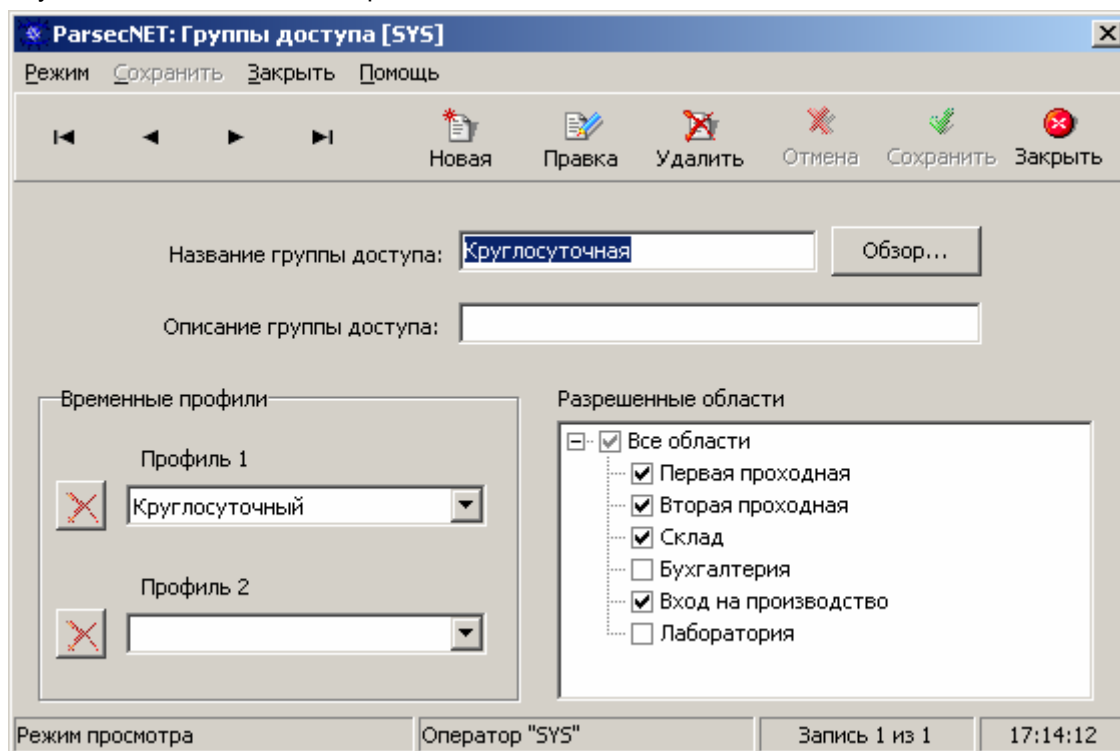 ParsecNET: Группы доступа [SYS]
Режим Сохранить Закрыть Помощь
Новая Правка Удалить Отмена Сохранить Закрыть
Название группы доступа: Круглосуточная Обзор...
Описание группы доступа:
Временные профили
Разрешенные области
Профиль 1
Круглосуточный
Профиль 2
Все области
Первая проходная
Вторая проходная
Склад
Бухгалтерия
Вход на производство
Лаборатория
Режим просмотра Оператор "SYS" Запись 1 из 1 17:14:12